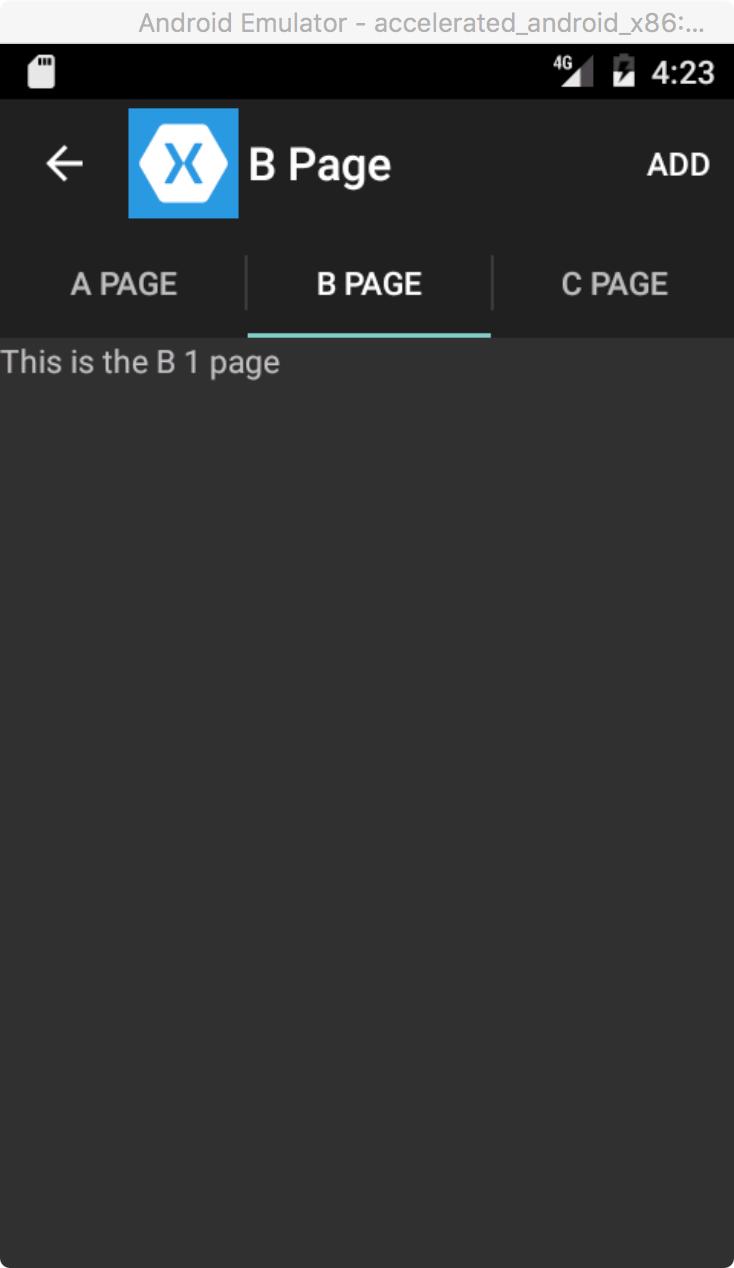 Android Emulator - accelerated_android_x86:...
4G 4:23
B Page ADD
A PAGE B PAGE C PAGE
This is the B 1 page